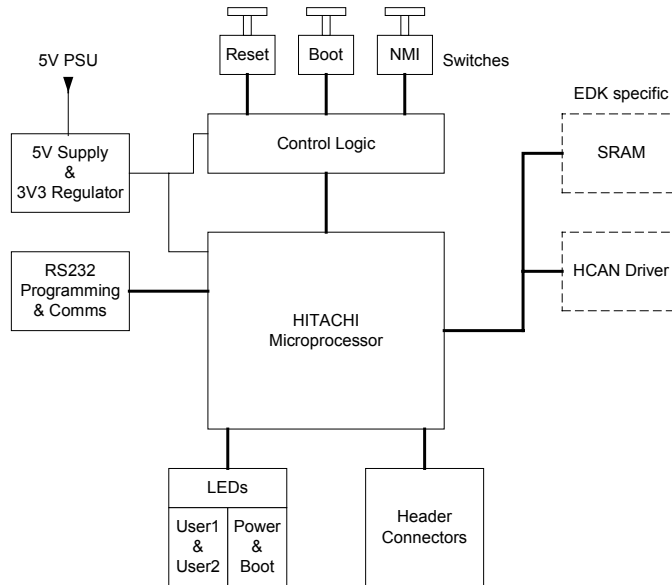 Reset
Boot
NMI
Switches
5V PSU
EDK specific
5V Supply
&
3V3 Regulator
Control Logic
SRAM
RS232
Programming
& Comms
HITACHI
Microprocessor
HCAN Driver
LEDs
User1
&
User2
Power
&
Boot
Header
Connectors